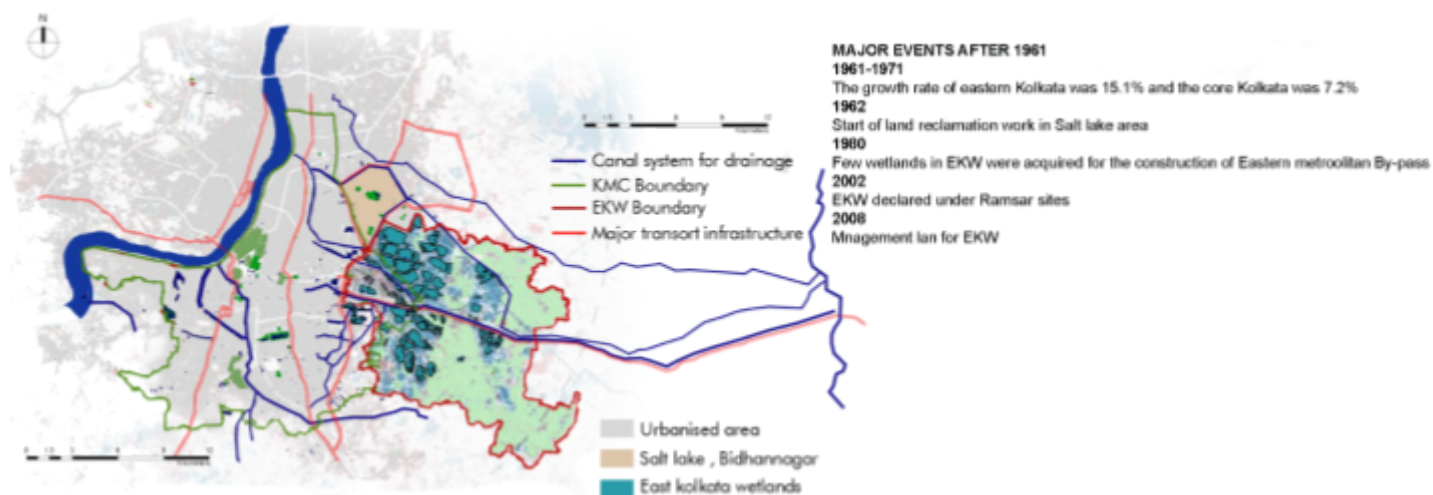 N
Canal system for drainage
KMC Boundary
EKW Boundary
Major transort infrastructure
MAJOR EVENTS AFTER 1961
1961-1971
The growth rate of eastern Kolkata was 15.1% and the core Kolkata was 7.2%
1962
Start of land reclamation work in Salt lake area
1980
Few wetlands in EKW were acquired for the construction of Eastern metroolitan By-pass
2002
EKW declared under Ramsar sites
2008
Mnagement lan for EKW
Urbanised area
Salt lake , Bidhannagar
East kolkata wetlands